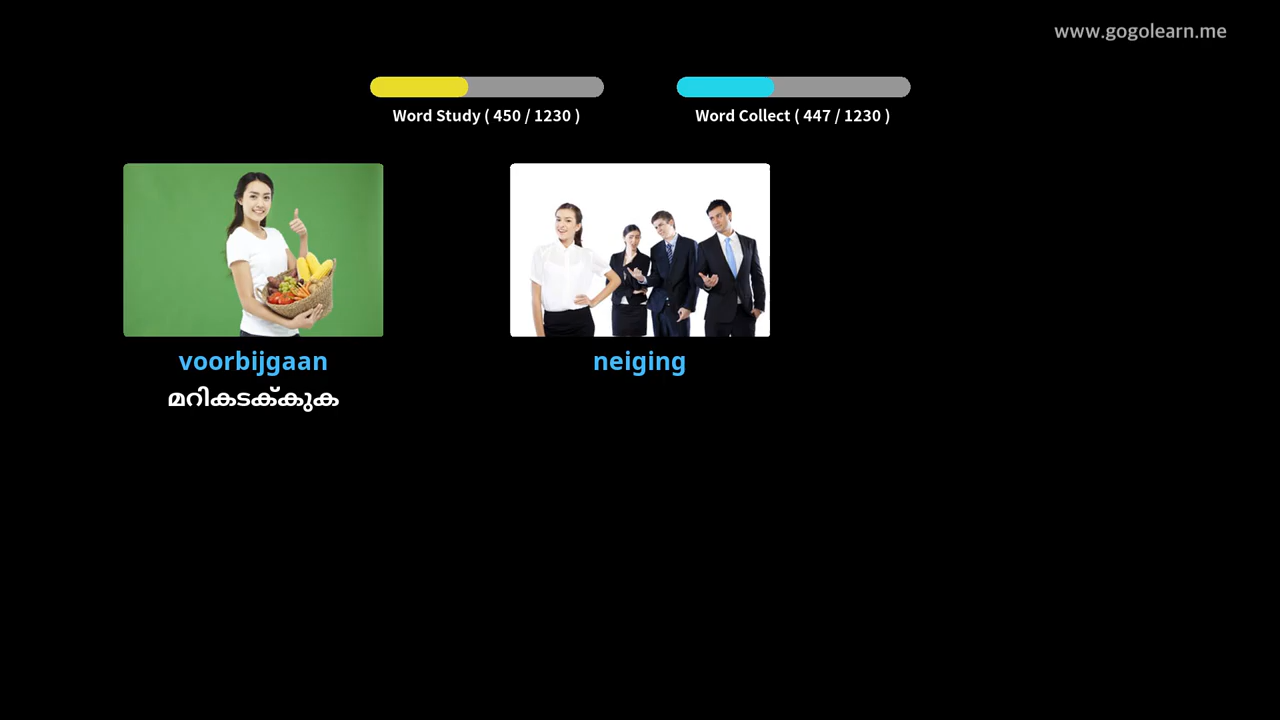 www.gogolearn.me
Word Study ( 450 / 1230 )
Word Collect ( 447 / 1230 )
voorbijgaan
മറികടക്കുക
neiging